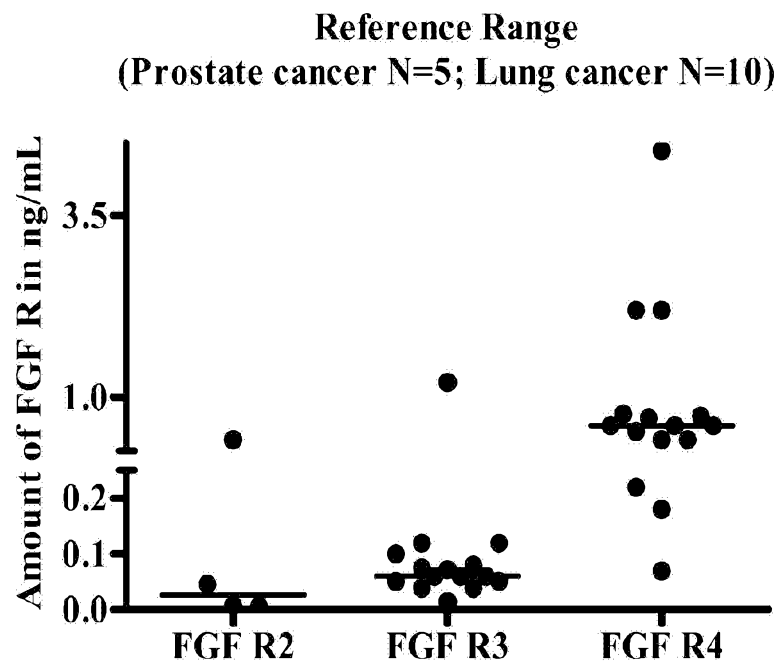 Reference Range
(Prostate cancer N=5; Lung cancer N=10)
Amount of FGF R in ng/mL
3.5
1.0
0.2
0.1
0.0
FGF R2 FGF R3 FGF R4